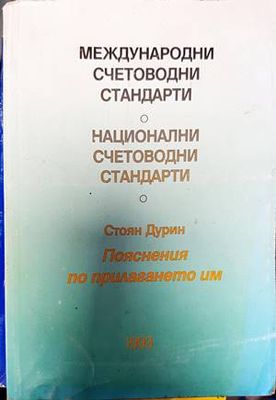 МЕЖДУНАРОДНИ
СЧЕТОВОДНИ
СТАНДАРТИ
НАЦИОНАЛНИ
СЧЕТОВОДНИ
СТАНДАРТИ
Стоян Дурин
Пояснения
по прилагането им